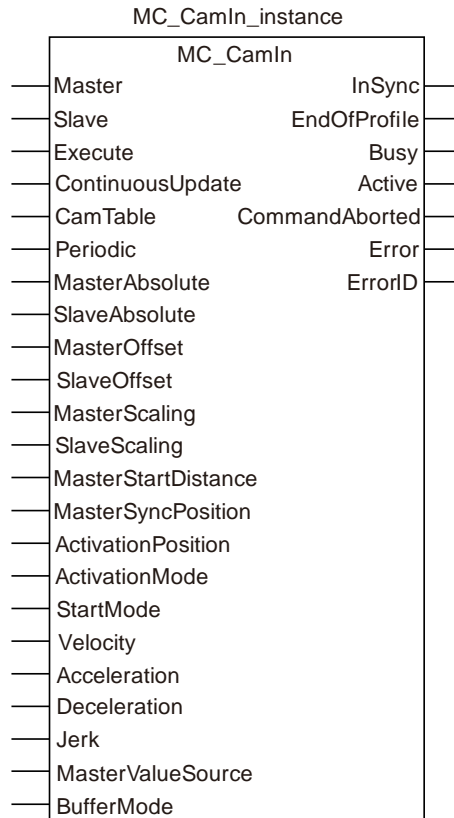 MC_CamIn_instance
MC_CamIn
Master InSync
Slave EndOfProfile
Execute Busy
ContinuousUpdate Active
CamTable CommandAborted
Periodic Error
MasterAbsolute ErrorID
SlaveAbsolute
MasterOffset
SlaveOffset
MasterScaling
SlaveScaling
MasterStartDistance
MasterSyncPosition
ActivationPosition
ActivationMode
StartMode
Velocity
Acceleration
Deceleration
Jerk
MasterValueSource
BufferMode